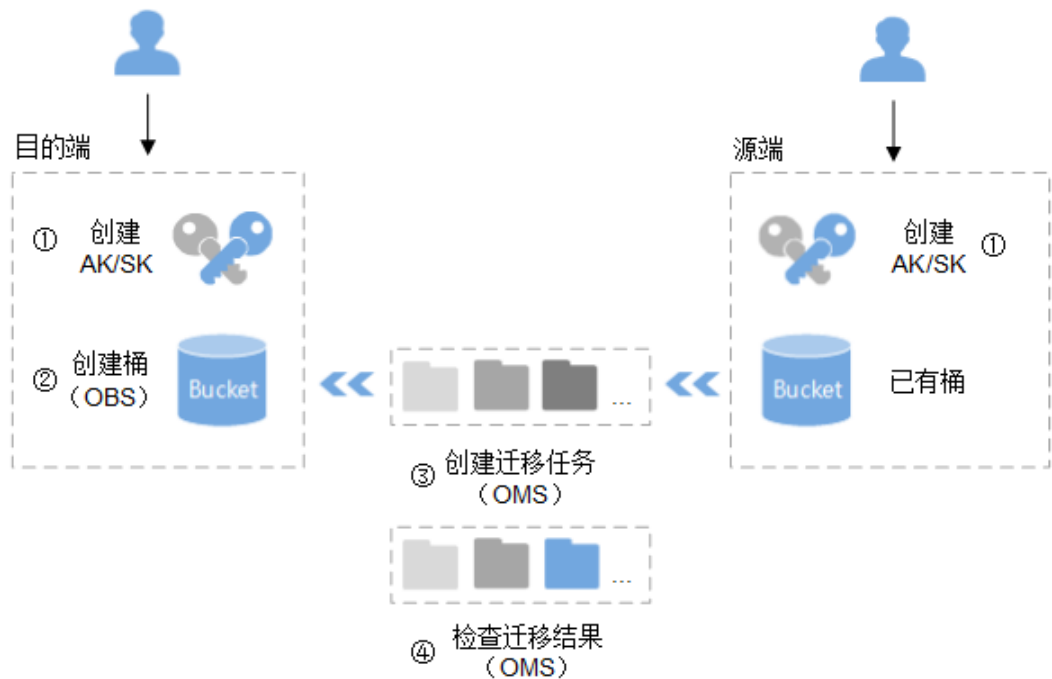 目的端
源端
① 创建
AK/SK
创建 ①
AK/SK
② 创建桶
（OBS）
Bucket
Bucket
已有桶
...
③ 创建迁移任务
（OMS）
...
④ 检查迁移结果
（OMS）